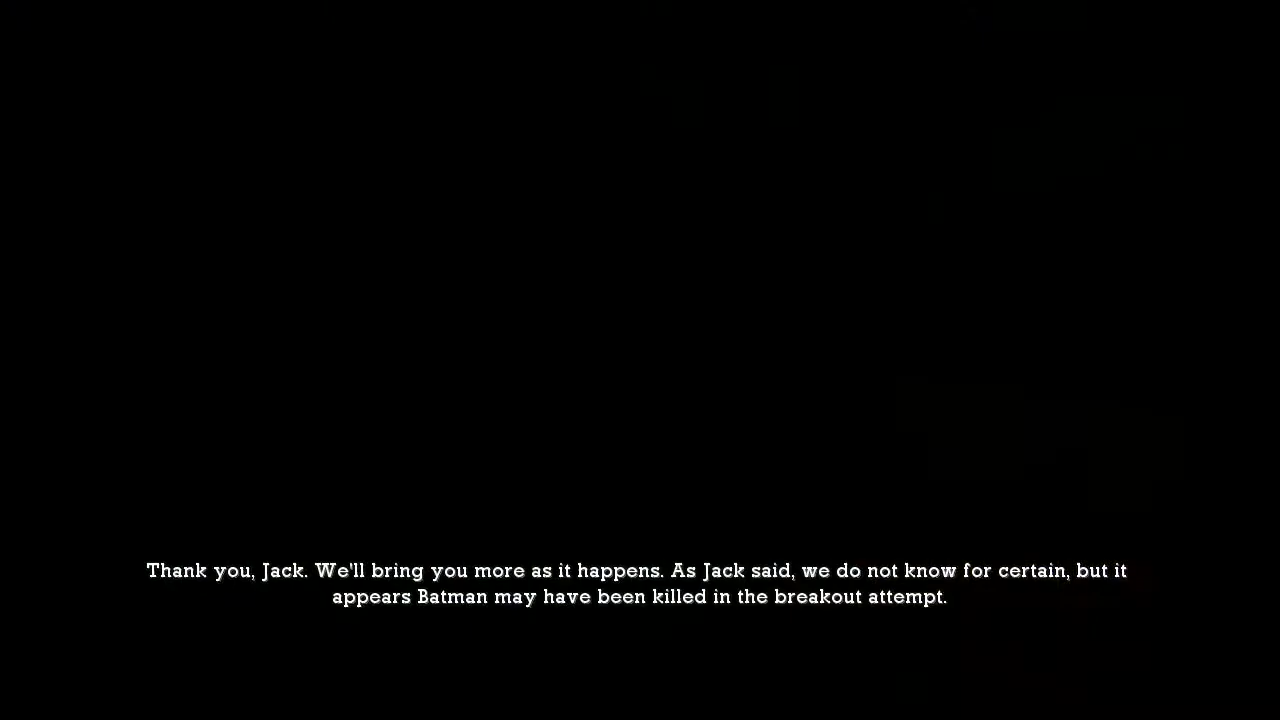 Thank you, Jack. We'll bring you more as it happens. As Jack said, we do not know for certain, but it
appears Batman may have been killed in the breakout attempt.